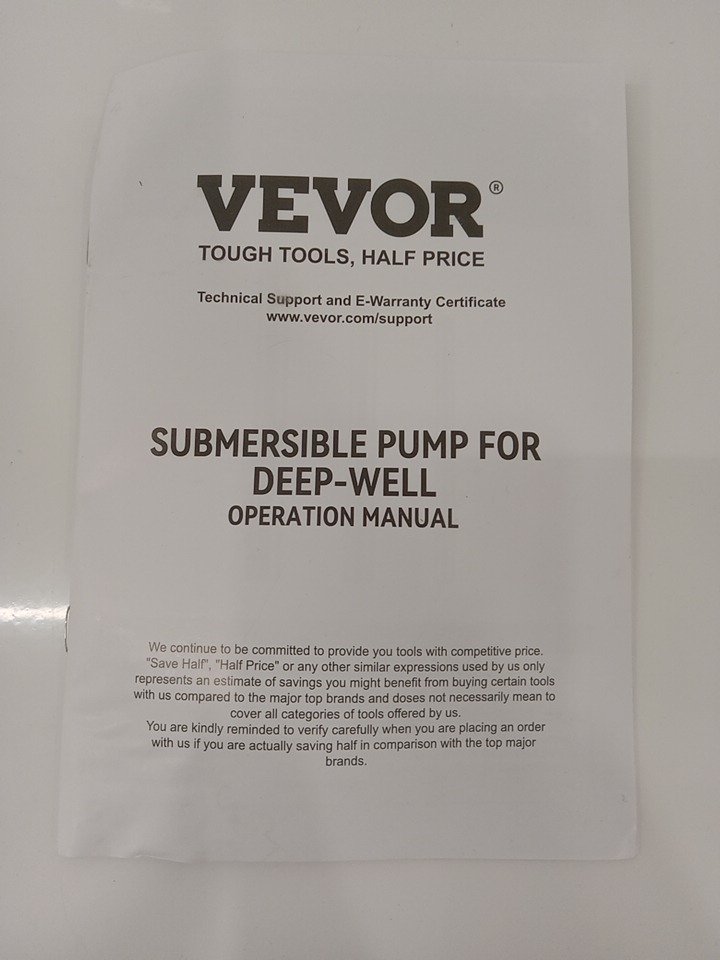 VEVOR®
TOUGH TOOLS, HALF PRICE
Technical Support and E-Warranty Certificate
www.vevor.com/support
SUBMERSIBLE PUMP FOR
DEEP-WELL
OPERATION MANUAL
We continue to be committed to provide you tools with competitive price.
"Save Half", "Half Price" or any other similar expressions used by us only
represents an estimate of savings you might benefit from buying certain tools
with us compared to the major top brands and doses not necessarily mean to
cover all categories of tools offered by us.
You are kindly reminded to verify carefully when you are placing an order
with us if you are actually saving half in comparison with the top major
brands.